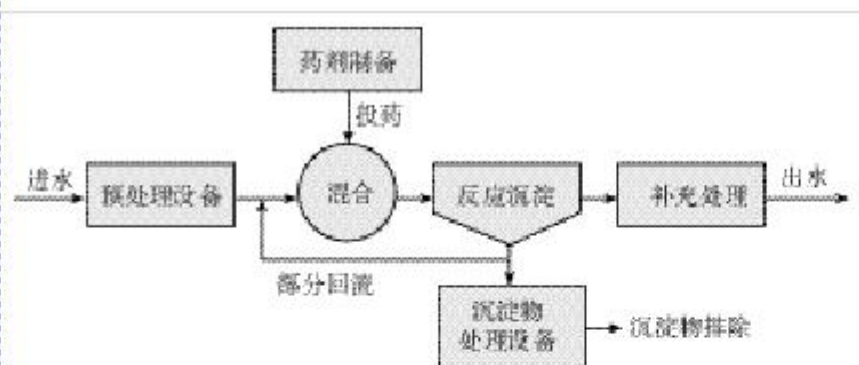 药剂制备
投药
进水
预处理设备
混合
反应沉淀
补充处理
出水
部分回流
沉淀物
处理设备
沉淀物排除